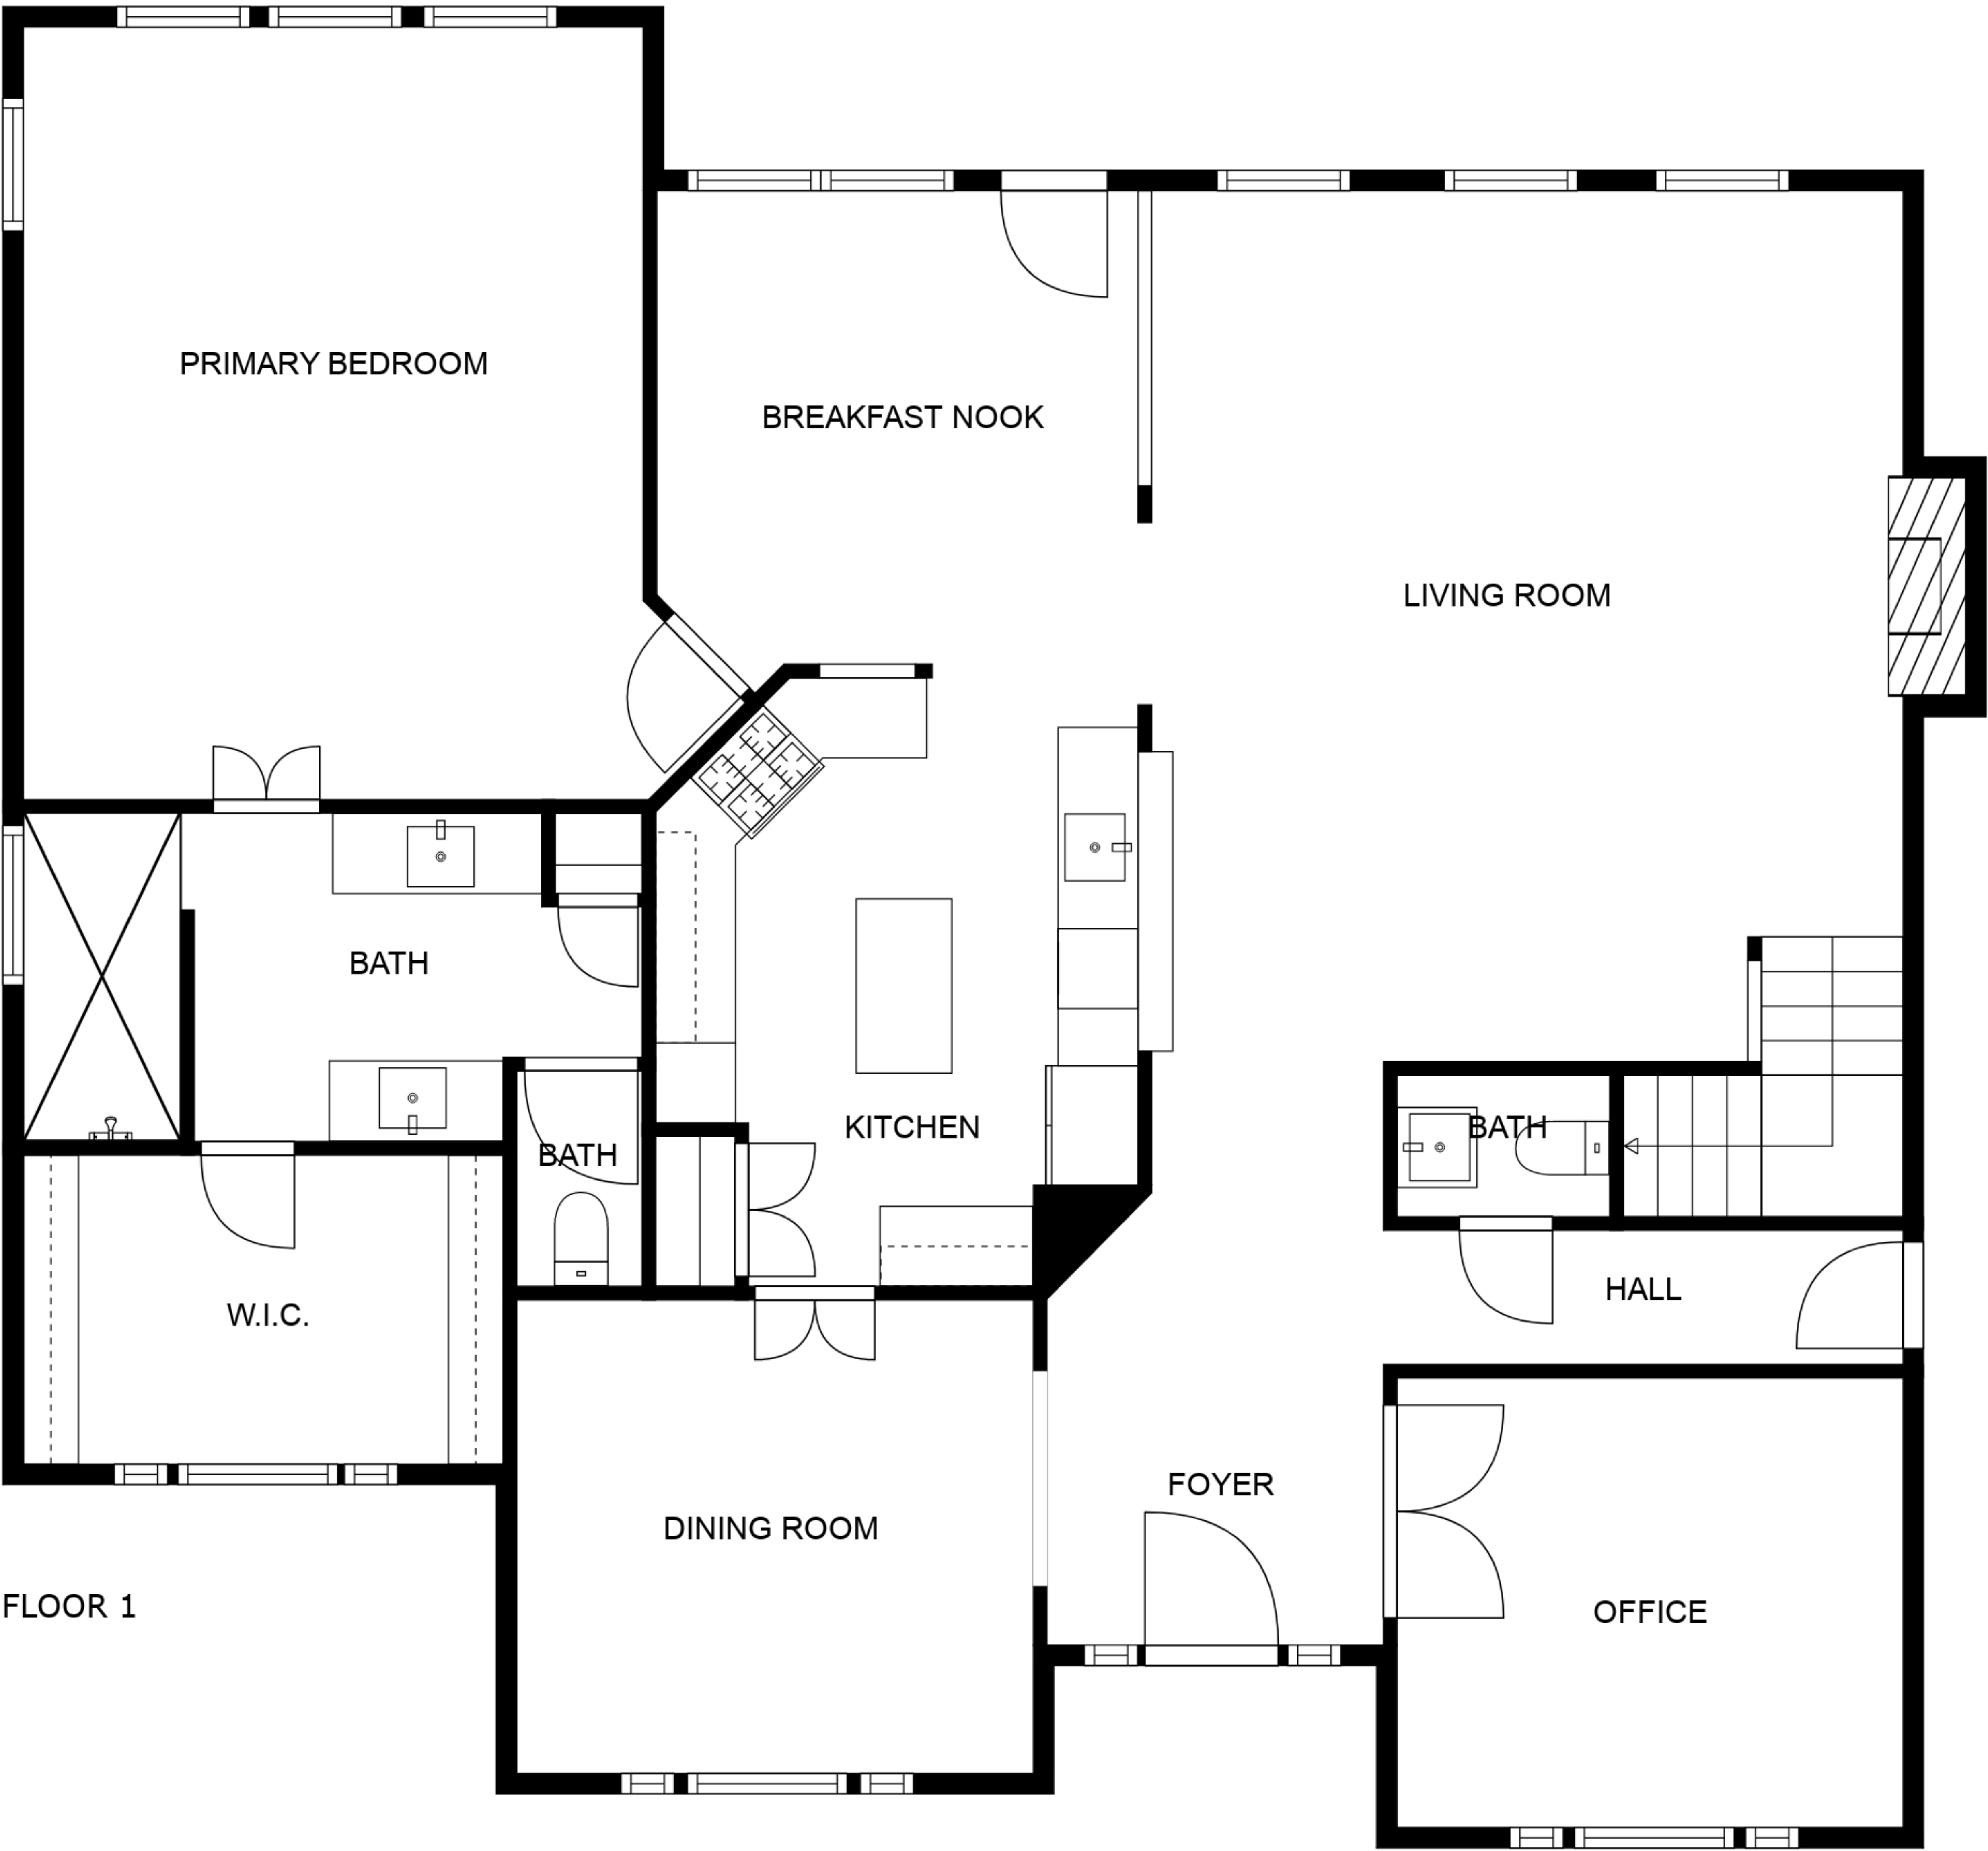 PRIMARY BEDROOM
BREAKFAST NOOK
LIVING ROOM
BATH
KITCHEN
BATH
BATH
HALL
W.I.C.
FOYER
DINING ROOM
FLOOR 1
OFFICE